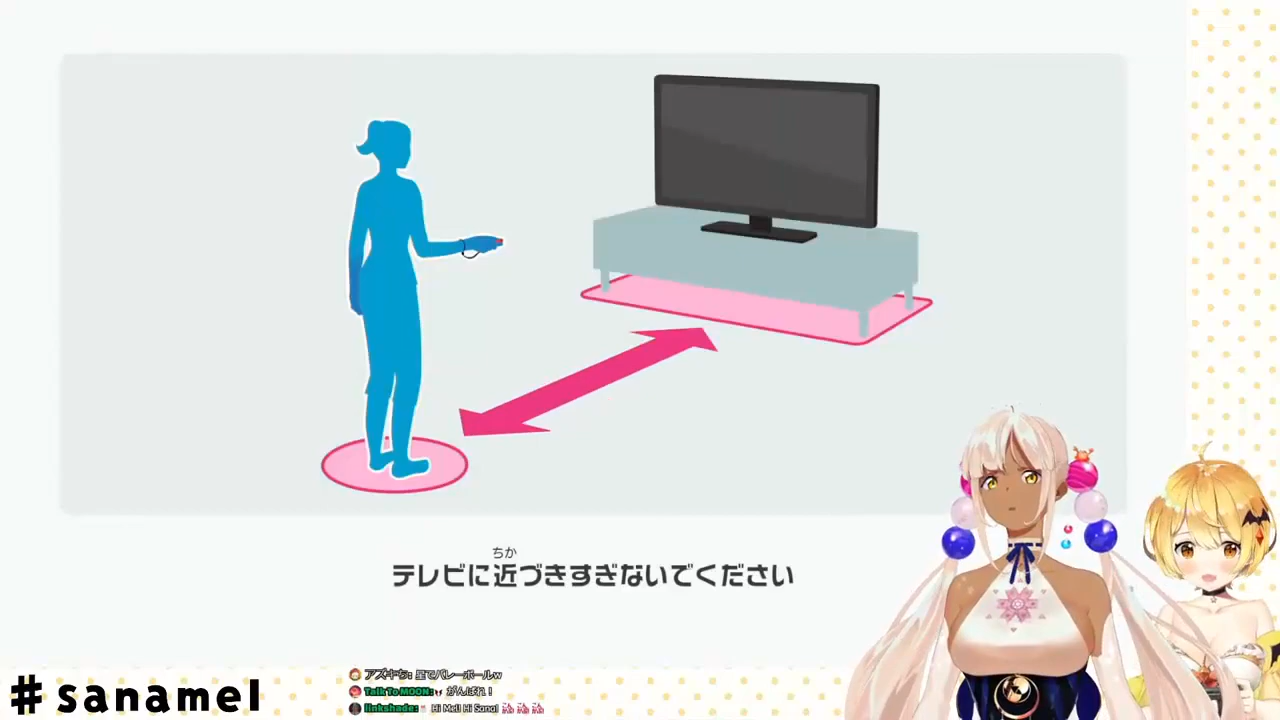 ちか
テレビに近づきすぎないでください
#sanamel
アズキち: 星でバレーボールw
Talk To MOON: がんばれ!
linkshade: Hi Mel! Hi Sana!